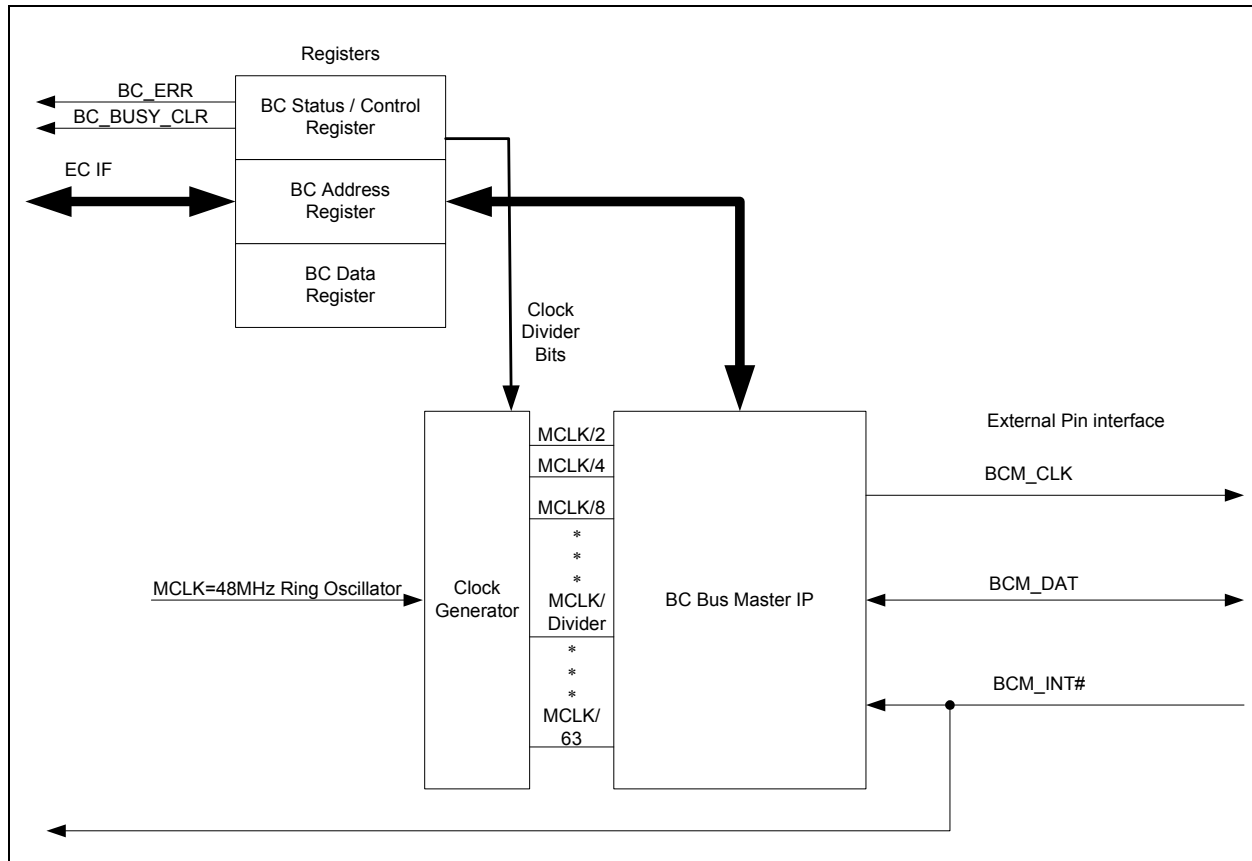 Registers
BC_ERR
BC_BUSY_CLR
BC Status / Control
Register
EC IF
BC Address
Register
BC Data
Register
Clock
Divider
Bits
External Pin interface
MCLK/2
MCLK/4
MCLK/8
*
*
*
MCLK/
Divider
*
*
*
MCLK/
63
MCLK=48MHz Ring Oscillator
Clock
Generator
BC Bus Master IP
BCM_CLK
BCM_DAT
BCM_INT#